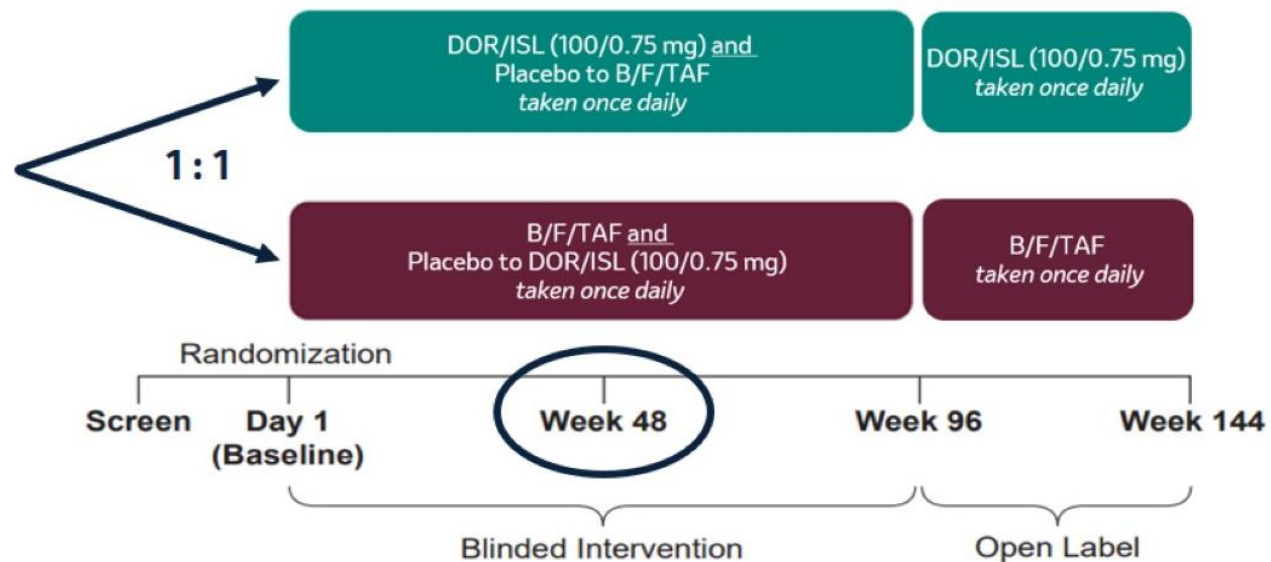 DOR/ISL (100/0.75 mg) and
Placebo to B/F/TAF
taken once daily
DOR/ISL (100/0.75 mg)
taken once daily
1:1
B/F/TAF and
Placebo to DOR/ISL (100/0.75 mg)
taken once daily
B/F/TAF
taken once daily
Randomization
Screen
Day 1
(Baseline)
Week 48
Week 96
Week 144
Blinded Intervention
Open Label